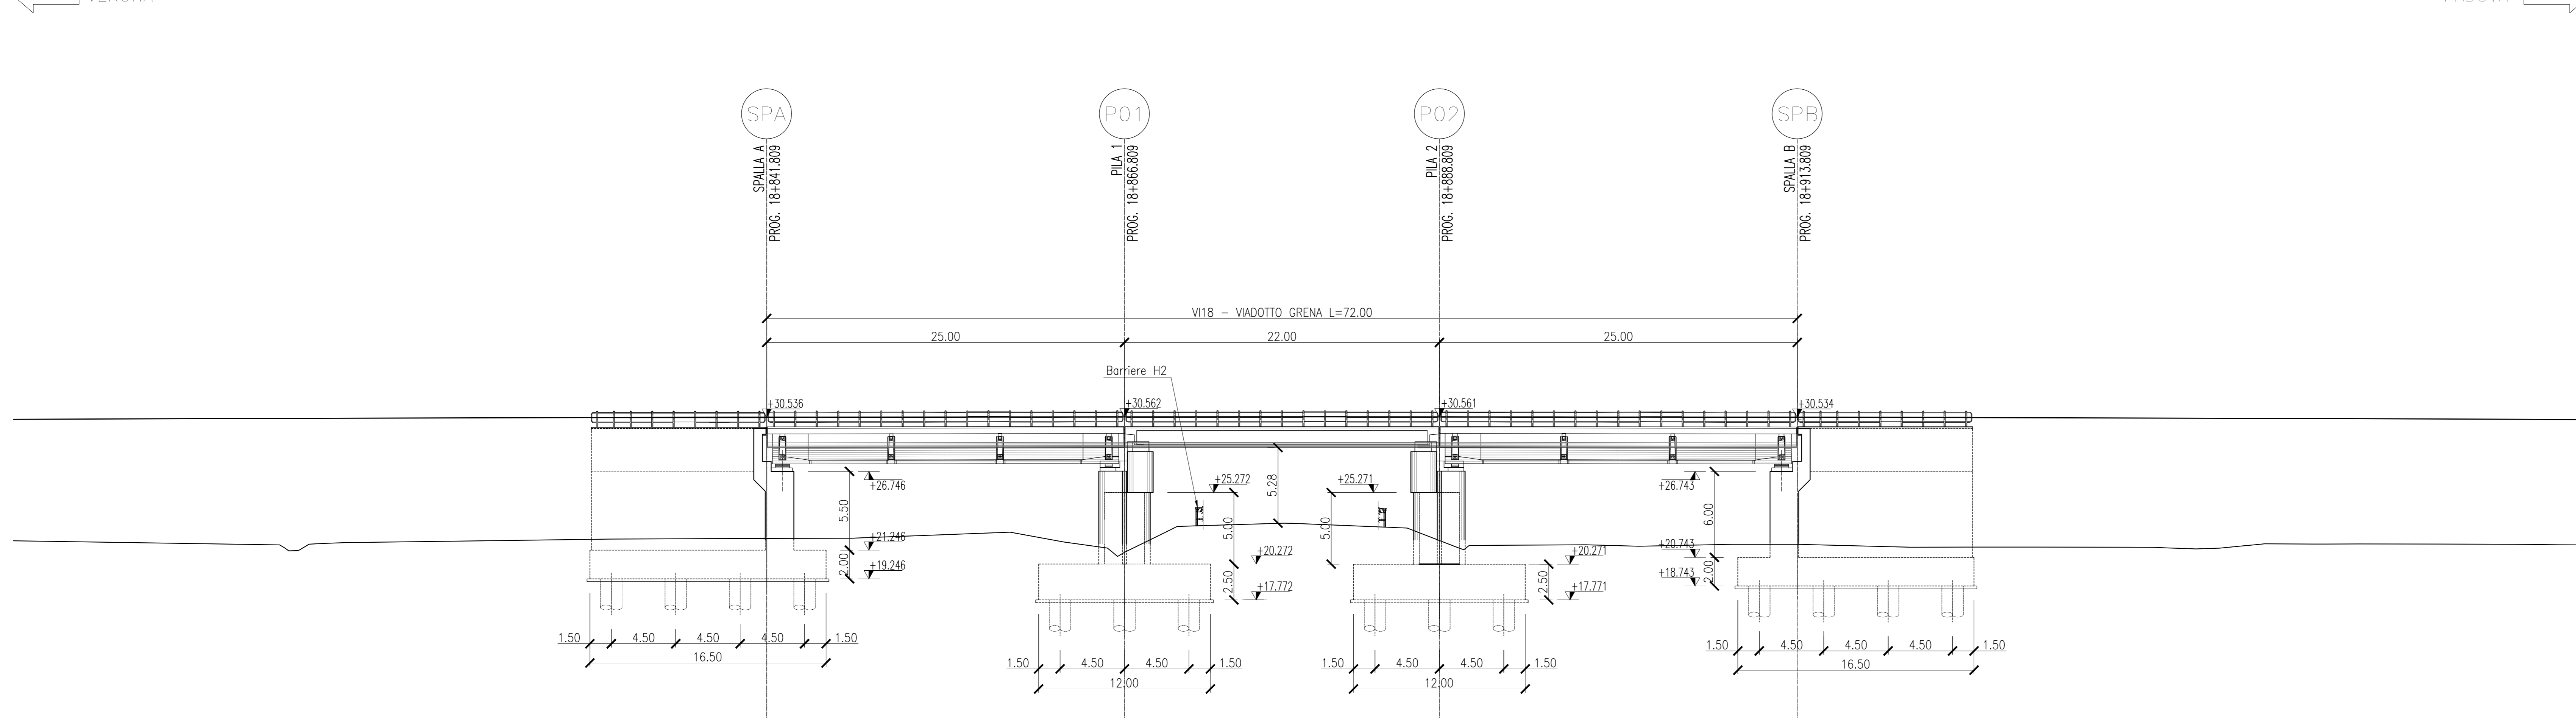 VERONA
PADOVA
SPA
P01
P02
SPB
SPALLA A
PROG. 18+841.809
PILA 1
PROG. 18+866.809
PILA 2
PROG. 18+888.809
SPALLA B
PROG. 18+913.809
VI18 - VIADOTTO GRENA L=72.00
25.00
22.00
25.00
Barriere H2
+30.536
+30.562
+30.561
+30.534
+26.746
5.50
+21.246
2.00
+19.246
+25.272
5.28
5.00
+20.272
2.50
+17.772
+25.271
5.00
+20.271
2.50
+17.771
+26.743
6.00
+20.743
2.00
+18.743
1.50 4.50 4.50 4.50 1.50
16.50
1.50 4.50 4.50 1.50
12.00
1.50 4.50 4.50 1.50
12.00
1.50 4.50 4.50 4.50 1.50
16.50